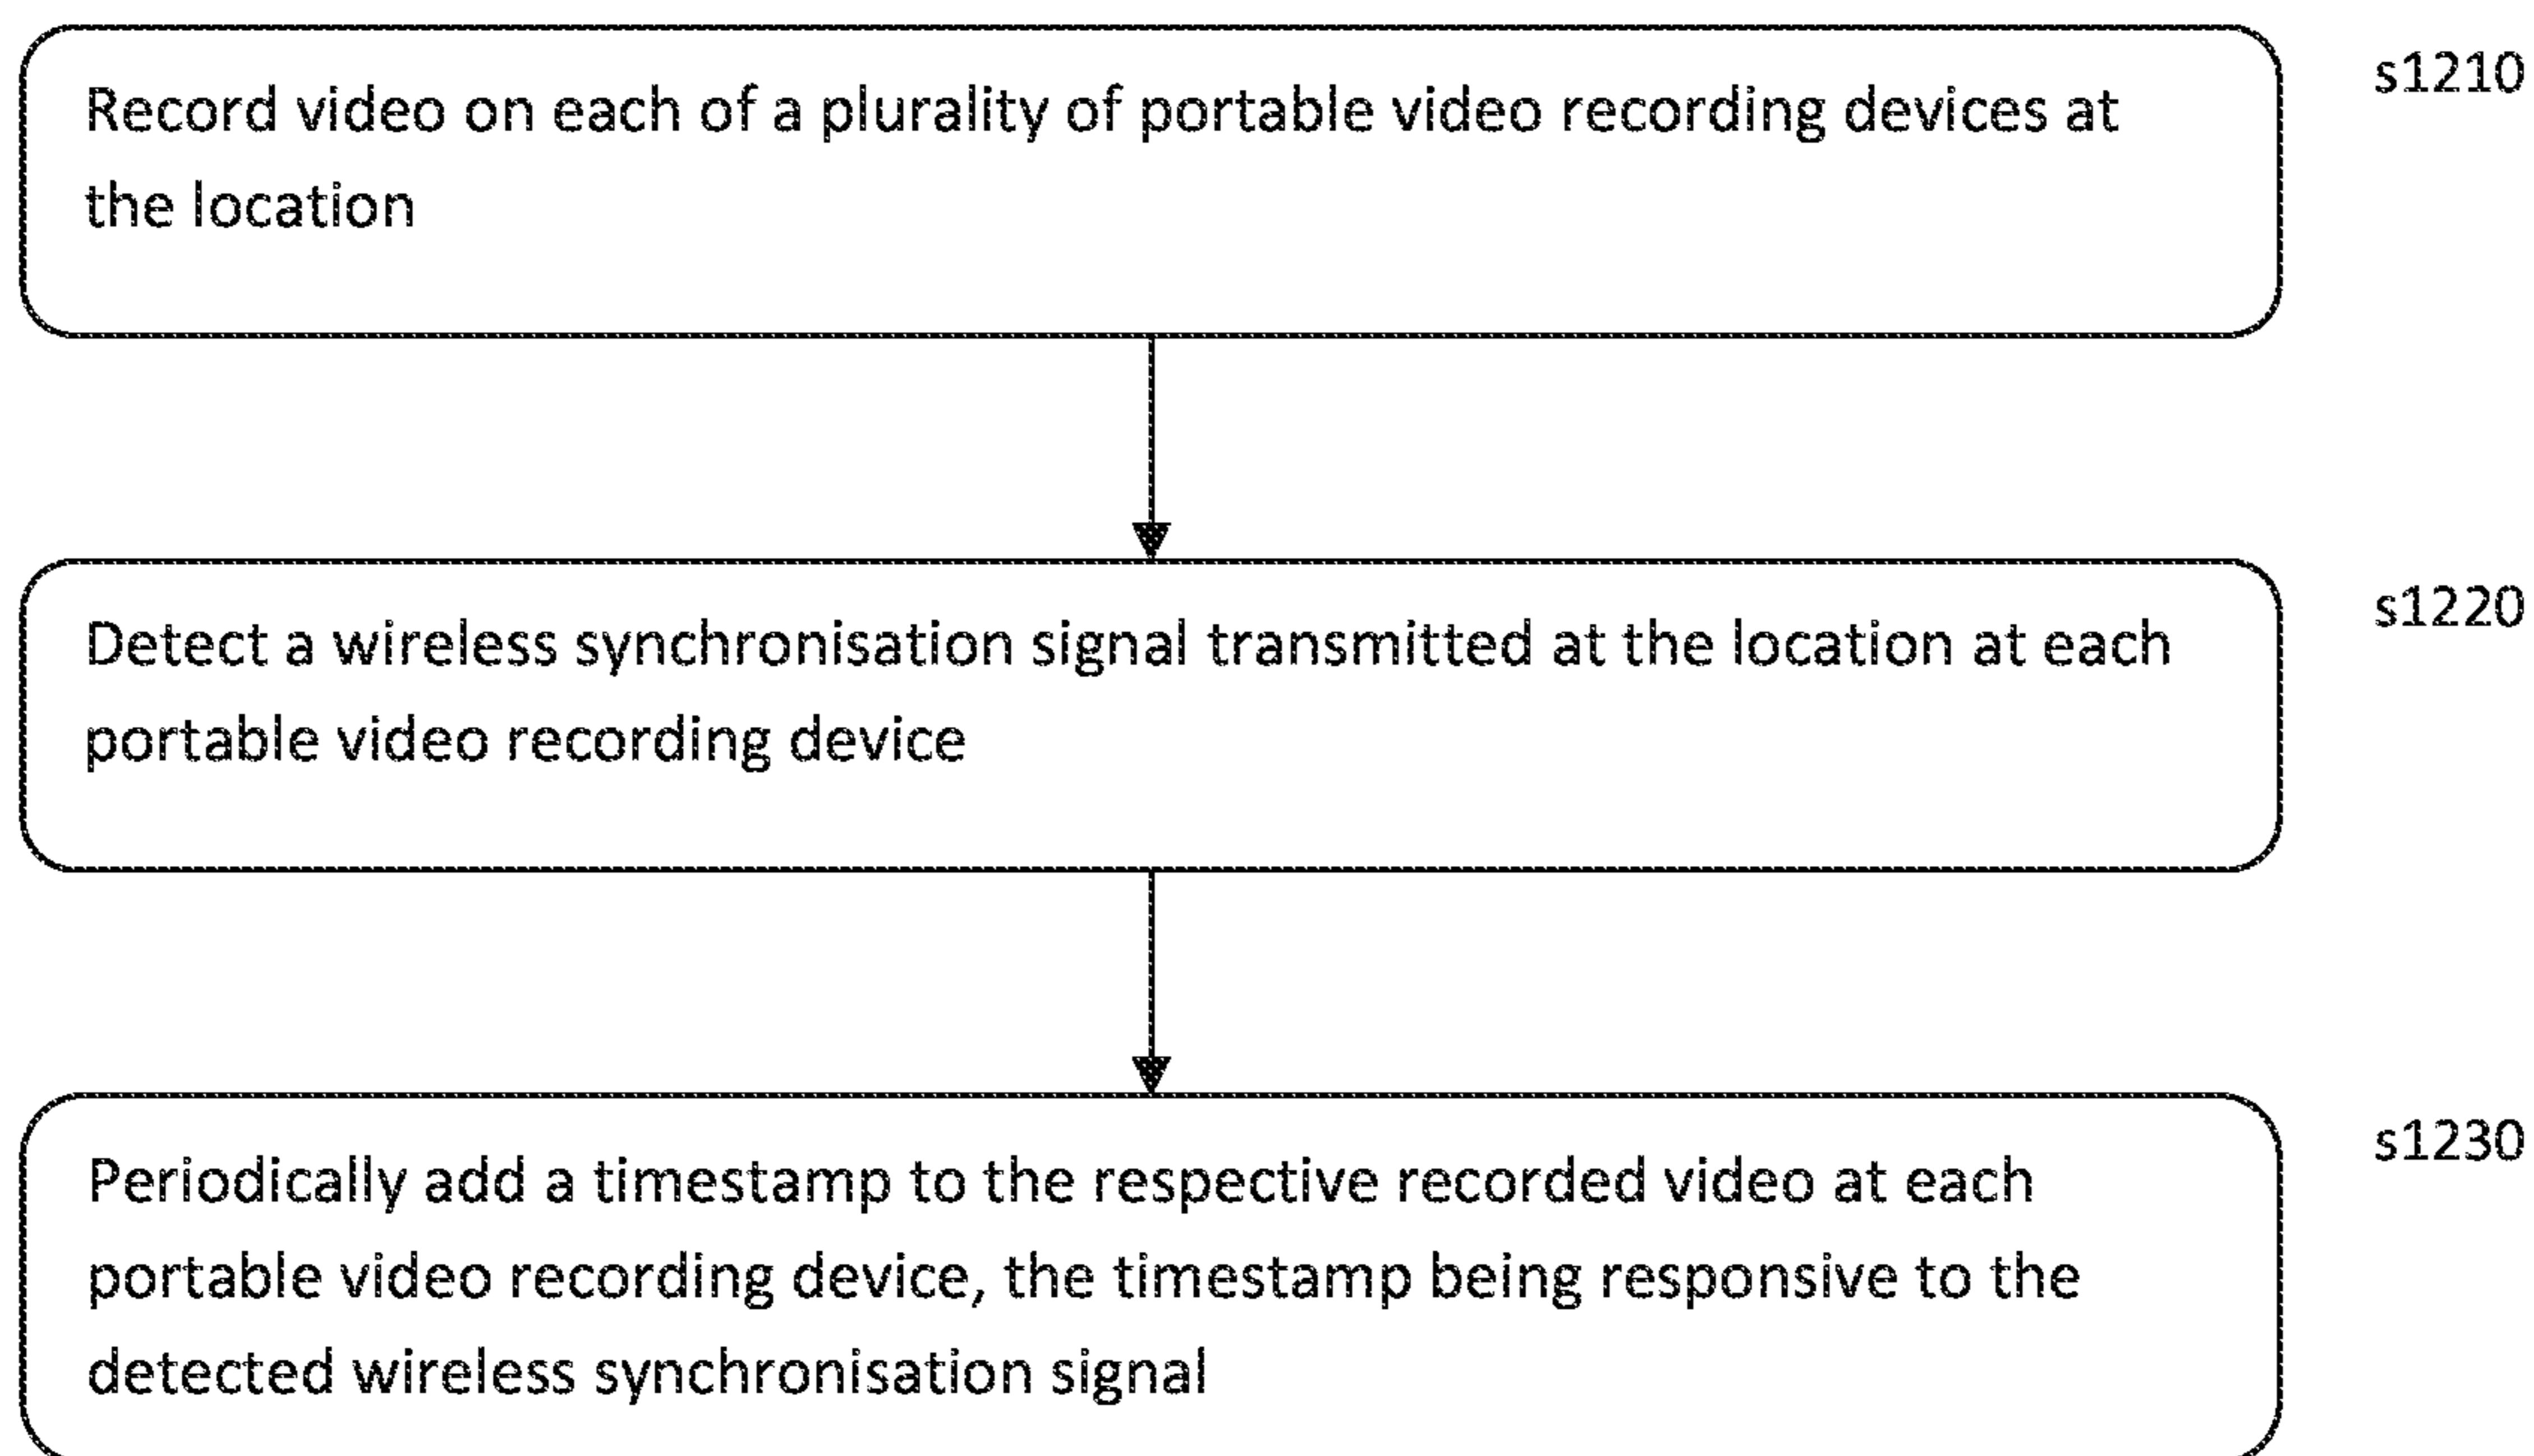 Record video on each of a plurality of portable video recording devices at
the location
s1210
Detect a wireless synchronisation signal transmitted at the location at each
portable video recording device
s1220
Periodically add a timestamp to the respective recorded video at each
portable video recording device, the timestamp being responsive to the
detected wireless synchronisation signal
s1230